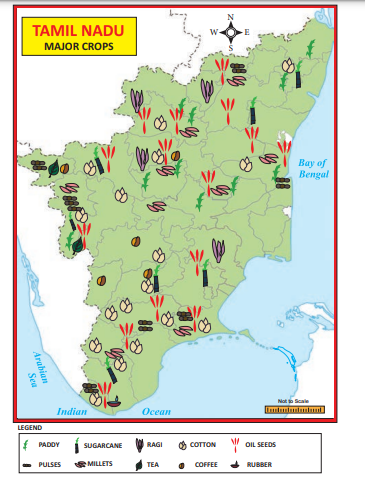 TAMIL NADU
MAJOR CROPS
N
W E
S
Bay of
Bengal
Arabian
Sea
Indian Ocean
Not to Scale
LEGEND
PADDY SUGARCANE RAGI COTTON OIL SEEDS
PULSES MILLETS TEA COFFEE RUBBER